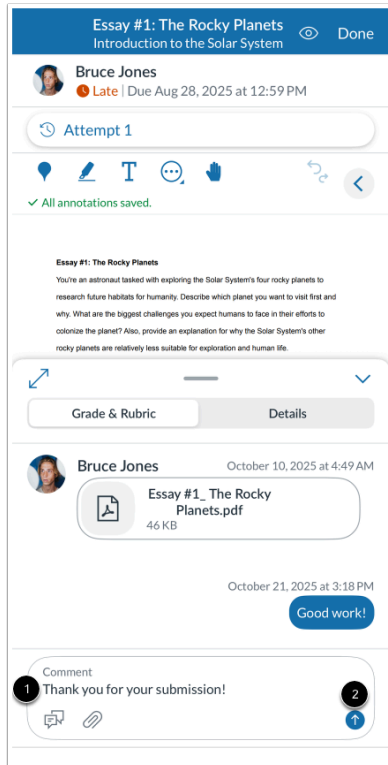 Essay #1: The Rocky Planets
Introduction to the Solar System
Done
Bruce Jones
Late | Due Aug 28, 2025 at 12:59 PM
Attempt 1
T
✓ All annotations saved.
Essay #1: The Rocky Planets
You're an astronaut tasked with exploring the Solar System's four rocky planets to
research future habitats for humanity. Describe which planet you want to visit first and
why. What are the biggest challenges you expect humans to face in their efforts to
colonize the planet? Also, provide an explanation for why the Solar System's other
rocky planets are relatively less suitable for exploration and human life.
Grade & Rubric
Details
Bruce Jones
October 10, 2025 at 4:49 AM
Essay #1_ The Rocky
Planets.pdf
46 KB
October 21, 2025 at 3:18 PM
Good work!
Comment
1
Thank you for your submission!
2